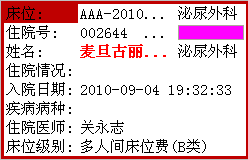 床位: AAA-2010... 泌尿外科
住院号: 002644 ...
姓名: 麦旦古丽... 泌尿外科
住院情况:
入院日期: 2010-09-04 19:32:33
疾病病种:
住院医师: 关永志
床位级别: 多人间床位费(B类)